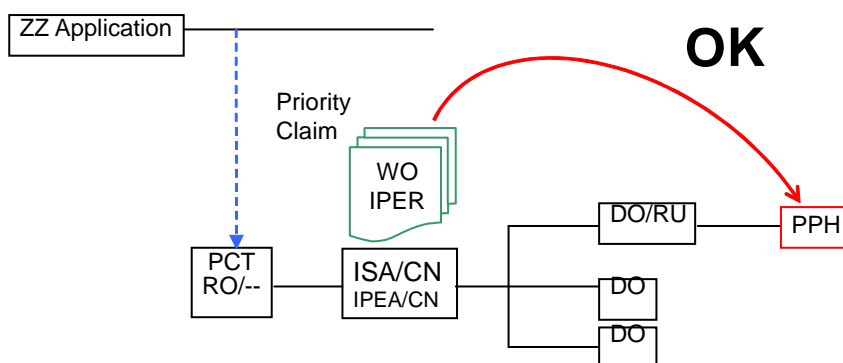 ZZ Application
OK
Priority
Claim
WO
IPER
DO/RU
PPH
PCT
RO/--
ISA/CN
IPEA/CN
DO
DO